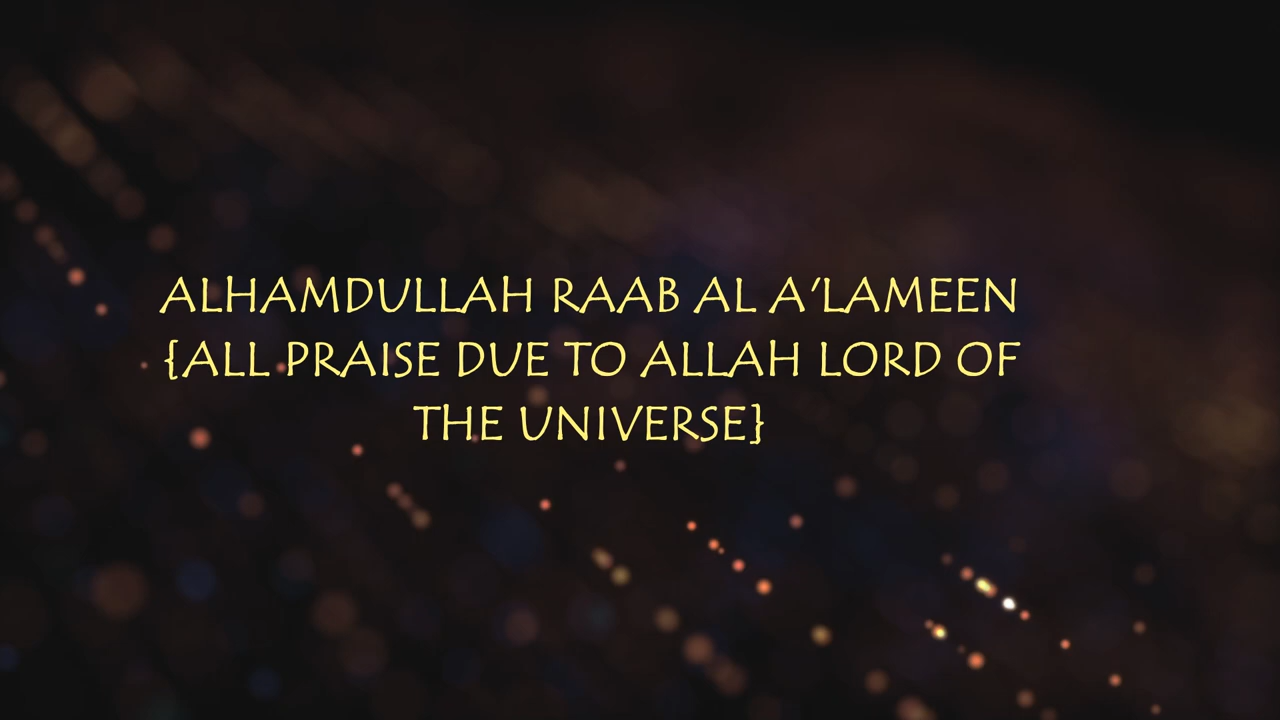 ALHAMDULLAH RAAB AL A'LAMEEN
{ALL PRAISE DUE TO ALLAH LORD OF
THE UNIVERSE}